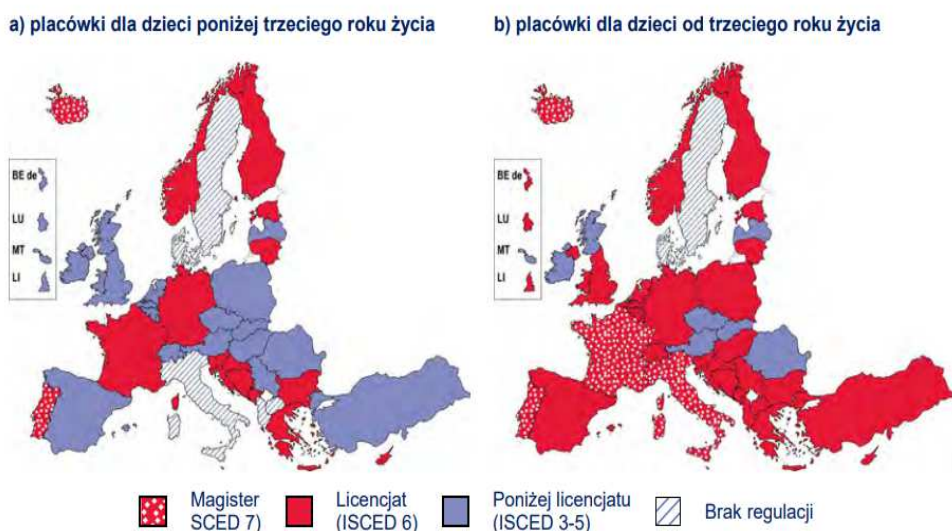 a) placówki dla dzieci poniżej trzeciego roku życia
b) placówki dla dzieci od trzeciego roku życia
BE de
LU
MT
LI
BE de
LU
MT
LI
Magister
SCED 7)
Licencjat
(ISCED 6)
Poniżej licencjatu
(ISCED 3-5)
Brak regulacji